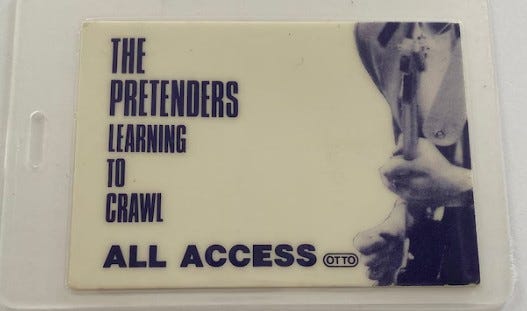 THE
PRETENDERS
LEARNING
TO
CRAWL
ALL ACCESS OTTO